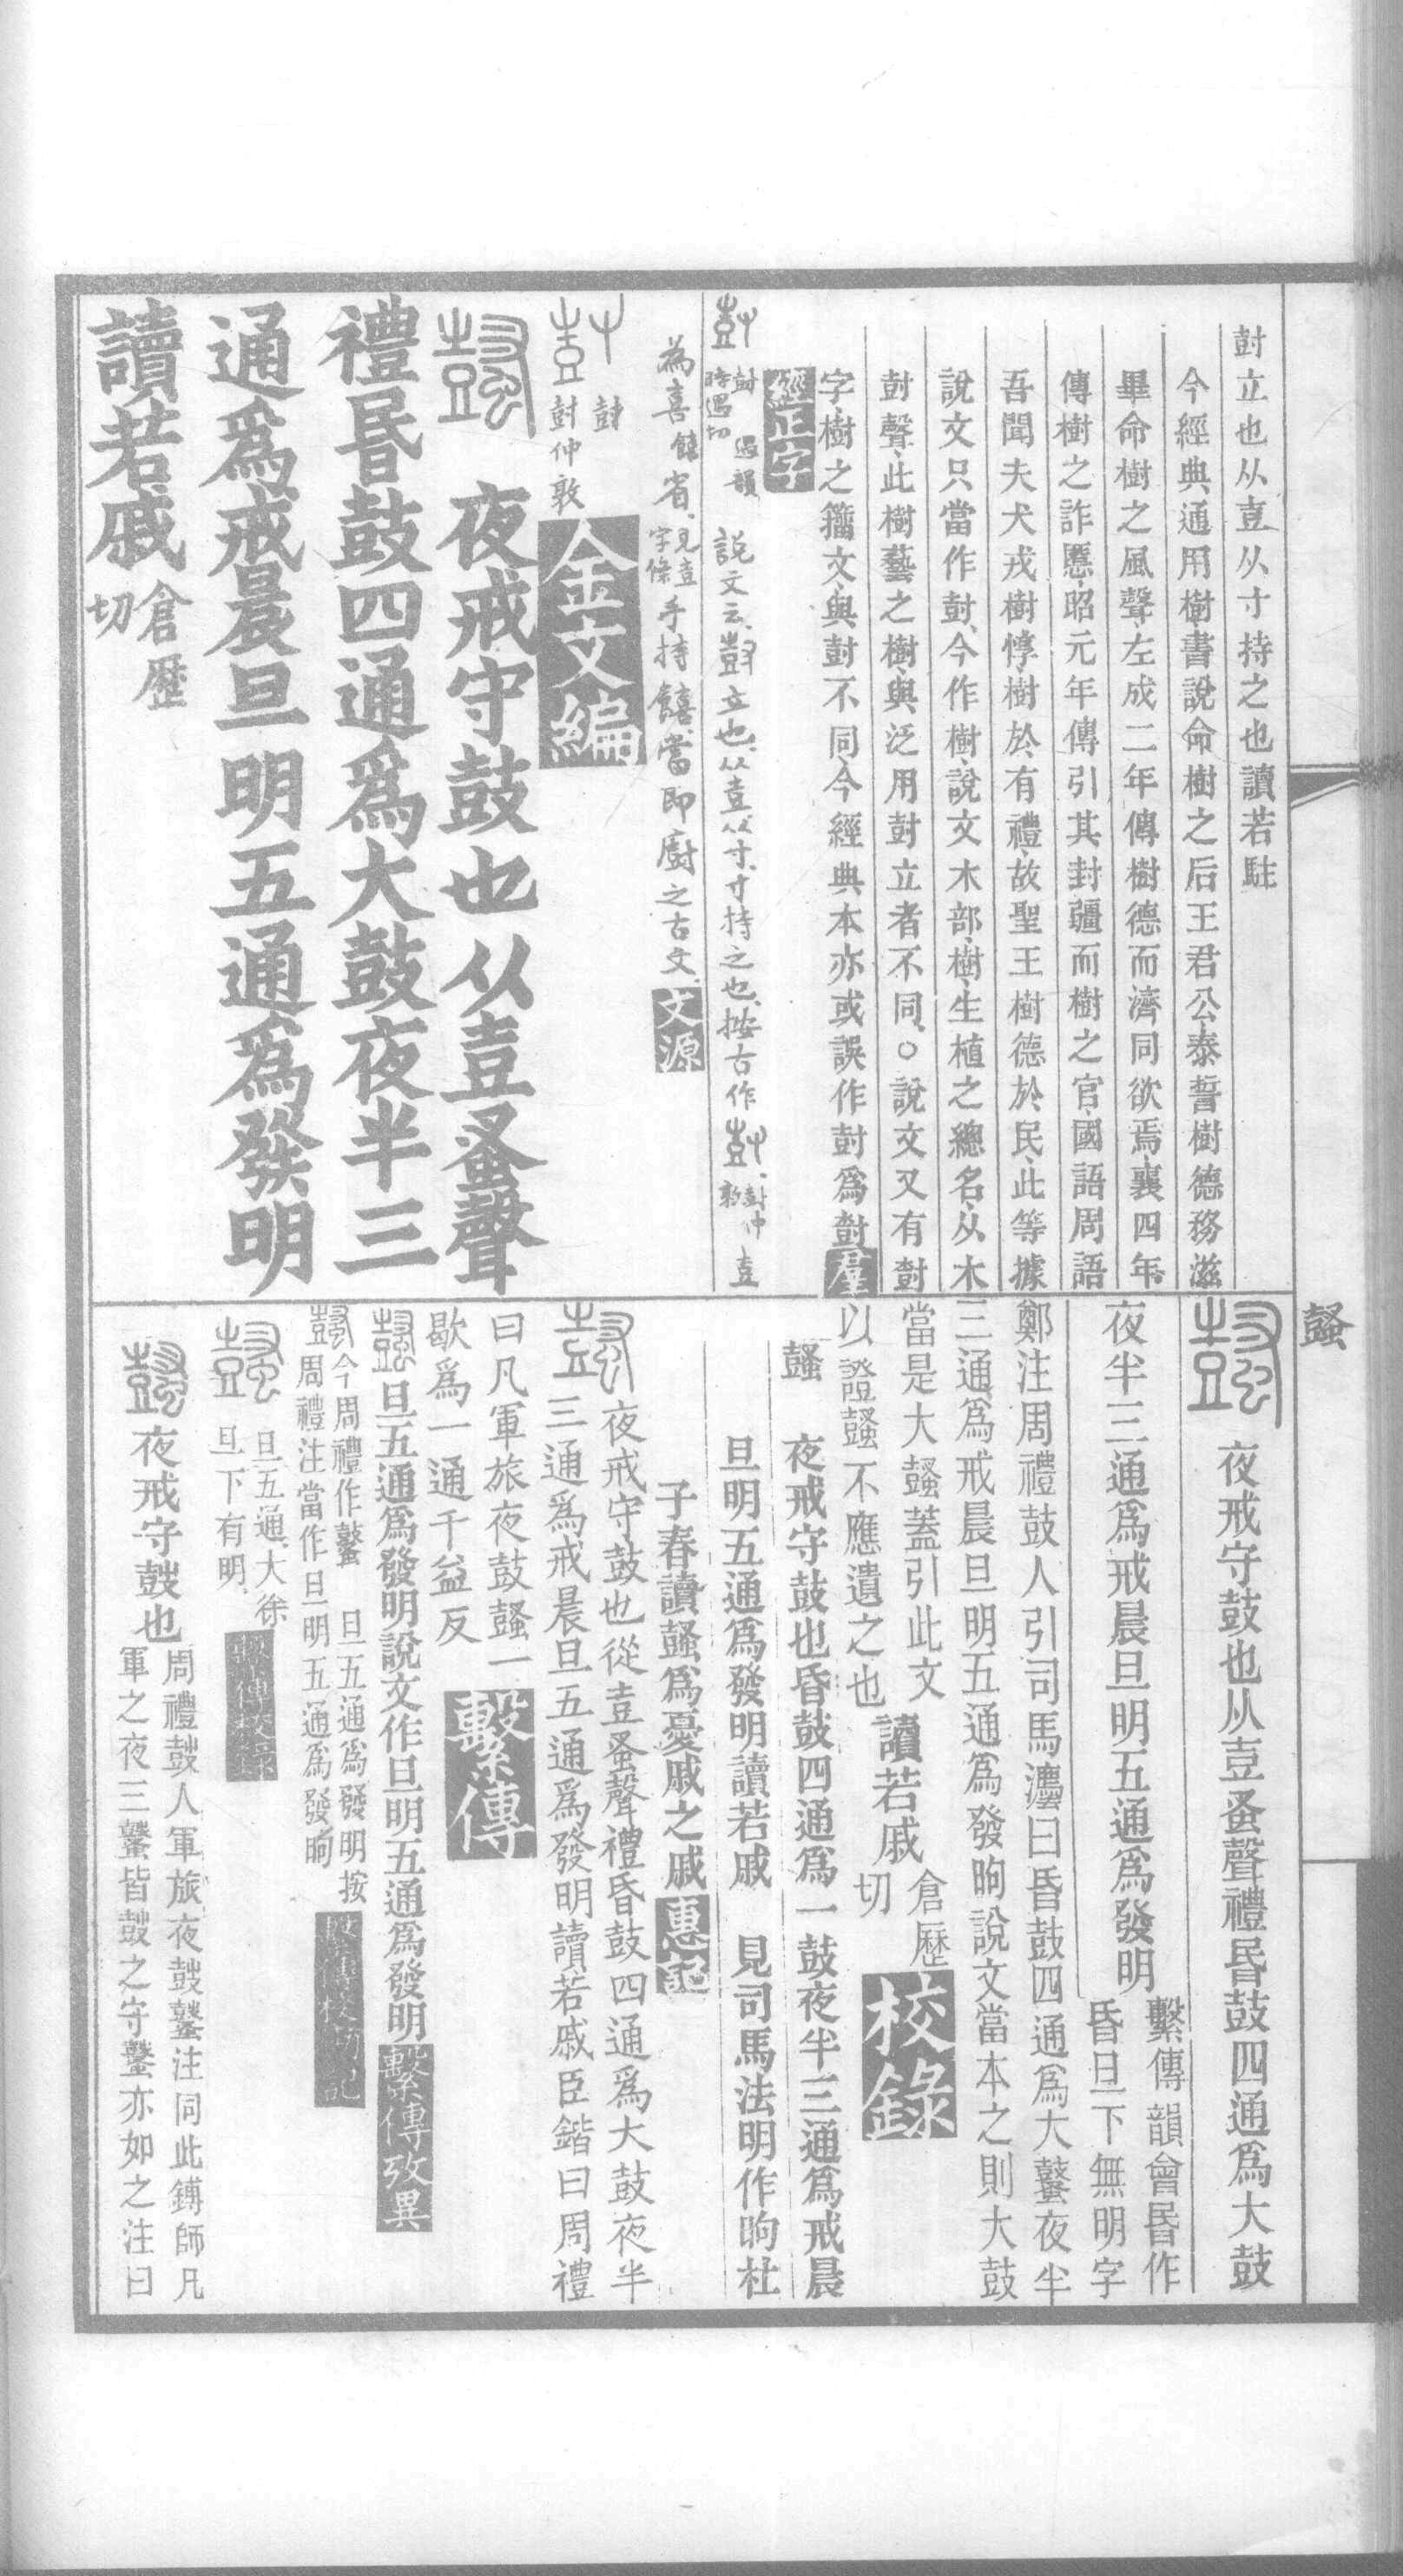 尌立也从壴从寸持之也讀若駐
今經典通用樹書說命樹之后王君公泰誓樹德務滋
畢命樹之風聲左成二年傳樹德而濟同欲焉襄四年
傳樹之詐慝昭元年傳引其封疆而樹之官國語周語
吾聞夫犬戎樹惇樹於有禮故聖王樹德於民此等據
說文只當作尌今作樹說文木部樹生植之總名从木
尌聲此樹藝之樹與泛用尌立者不同○說文又有尌
字樹之籀文與尌不同今經典本亦或誤作尌爲對
經正字
尌 遇韻
時遇切
說文云尌立也从壴从寸寸持之也按古作
尌仲壴
敦
為喜饎省
見壴
字條
手持饎當即廚之古文文源
尌
尌仲敦
金文編
夜戒守鼓也从壴蚤聲
禮昏鼓四通爲大鼓夜半三
通爲戒晨旦明五通爲發明
讀若戚
倉歷
切
鼜
夜戒守鼓也从壴蚤聲禮昏鼓四通爲大鼓
夜半三通爲戒晨旦明五通爲發明
繫傳韻會昏作
昏旦下無明字
鄭注周禮鼓人引司馬灋曰昏鼓四通爲大鼜夜半
三通爲戒晨旦明五通爲發昫說文當本之則大鼓
當是大鼜蓋引此文
以證鼜不應遺之也
讀若戚
倉歷
切
校錄
鼜 夜戒守鼓也昏鼓四通爲一鼓夜半三通爲戒晨
旦明五通爲發明讀若戚 見司馬法明作昫杜
子春讀鼜爲憂戚之戚惠記
夜戒守鼓也從壴蚤聲禮昏鼓四通爲大鼓夜半
三通爲戒晨旦五通爲發明讀若戚臣鍇曰周禮
曰凡軍旅夜鼓鼜一
歇爲一通千益反
繫傳
旦五通爲發明說文作旦明五通爲發明繫傳攷異
今周禮作鼜 旦五通爲發明按
周禮注當作旦明五通爲發昫
繫傳校勘記
旦五通大徐
旦下有明
繫傳校錄
夜戒守鼓也
周禮鼓人軍旅夜鼓鼜注同此鎛師凡
軍之夜三鼜皆鼓之守鼜亦如之注曰